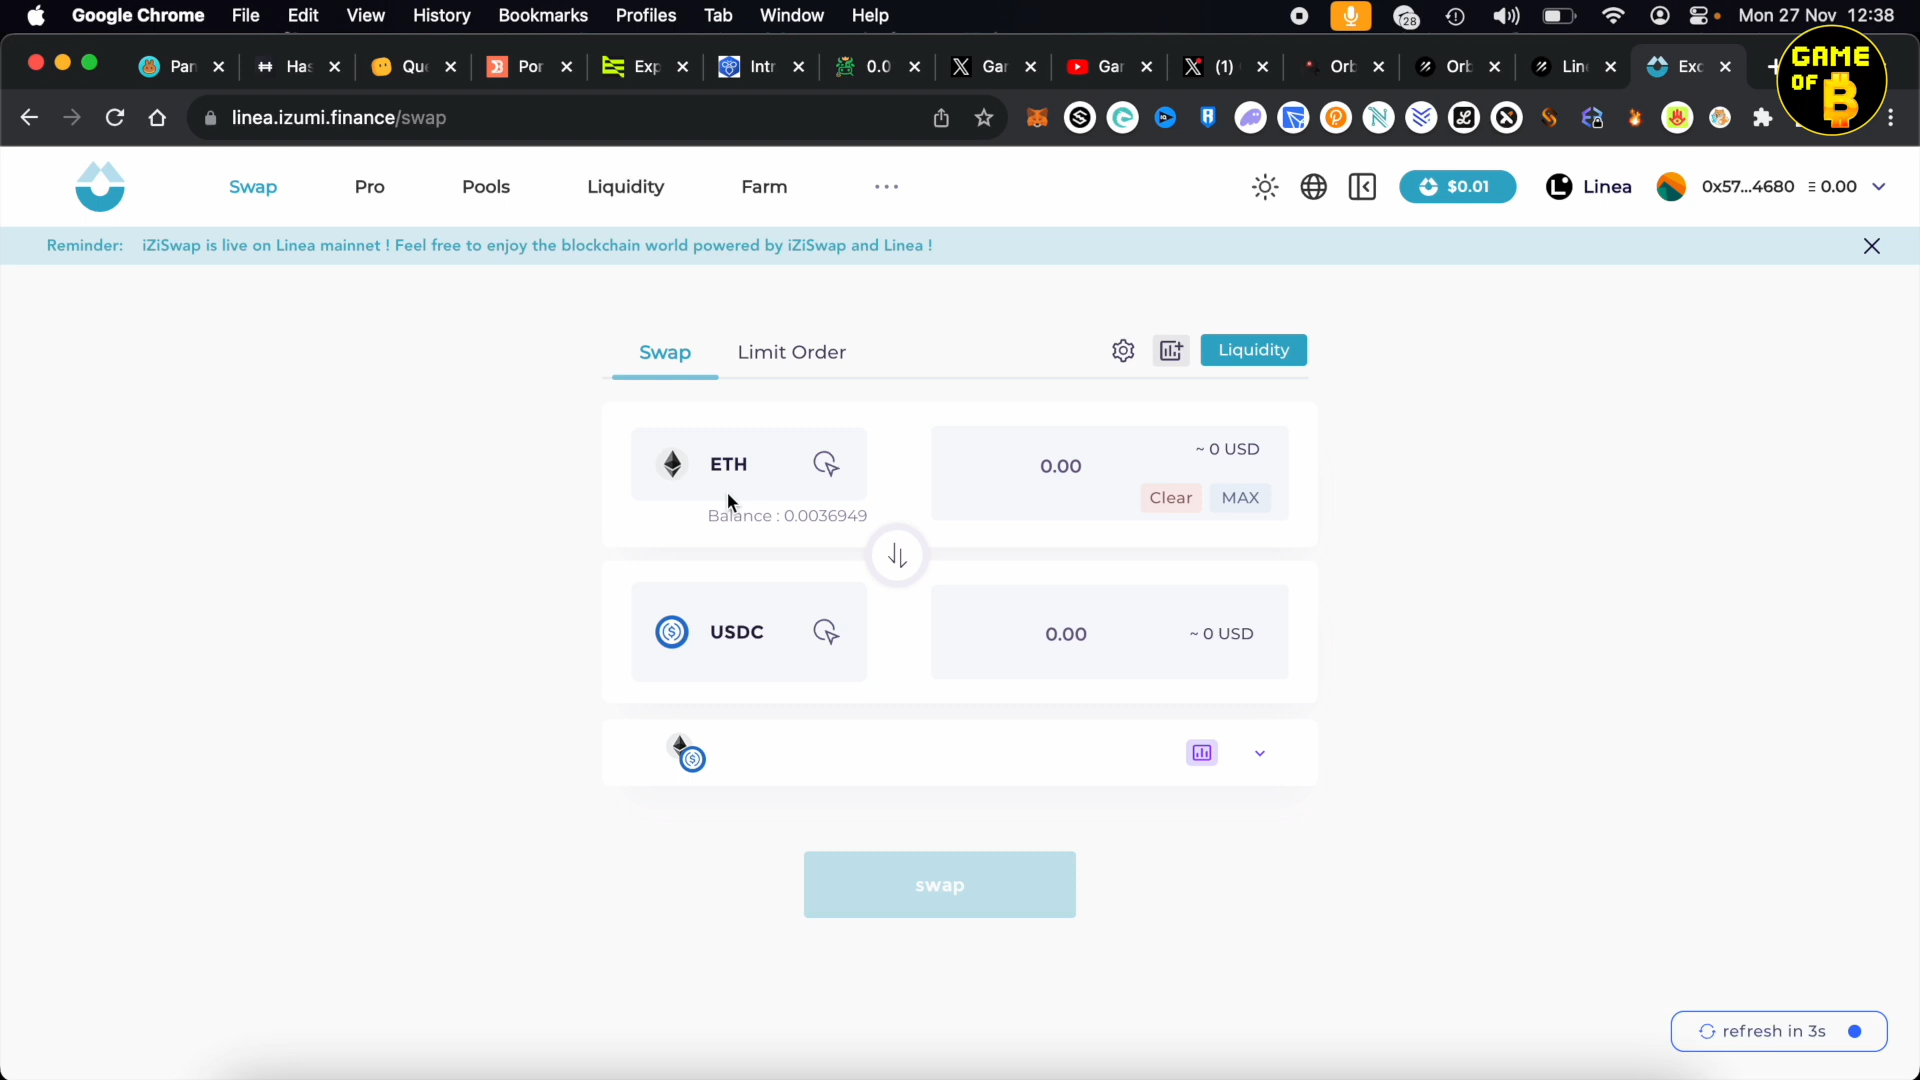 Google Chrome File Edit View History Bookmarks Profiles Tab Window Help 28 Mon 27 Nov 12:38
Pan Has Que Por Exp Intr 0.0 Gar Gar (1) Orb Orb Lin Exc
GAME OF B
linea.izumi.finance/swap
Swap Pro Pools Liquidity Farm ··· $0.01 Linea 0x57...4680 0.00
Reminder: iZiSwap is live on Linea mainnet ! Feel free to enjoy the blockchain world powered by iZiSwap and Linea !
Swap Limit Order Liquidity
ETH 0.00 ~ 0 USD
Clear MAX
Balance : 0.0036949
USDC 0.00 ~ 0 USD
swap
refresh in 3s